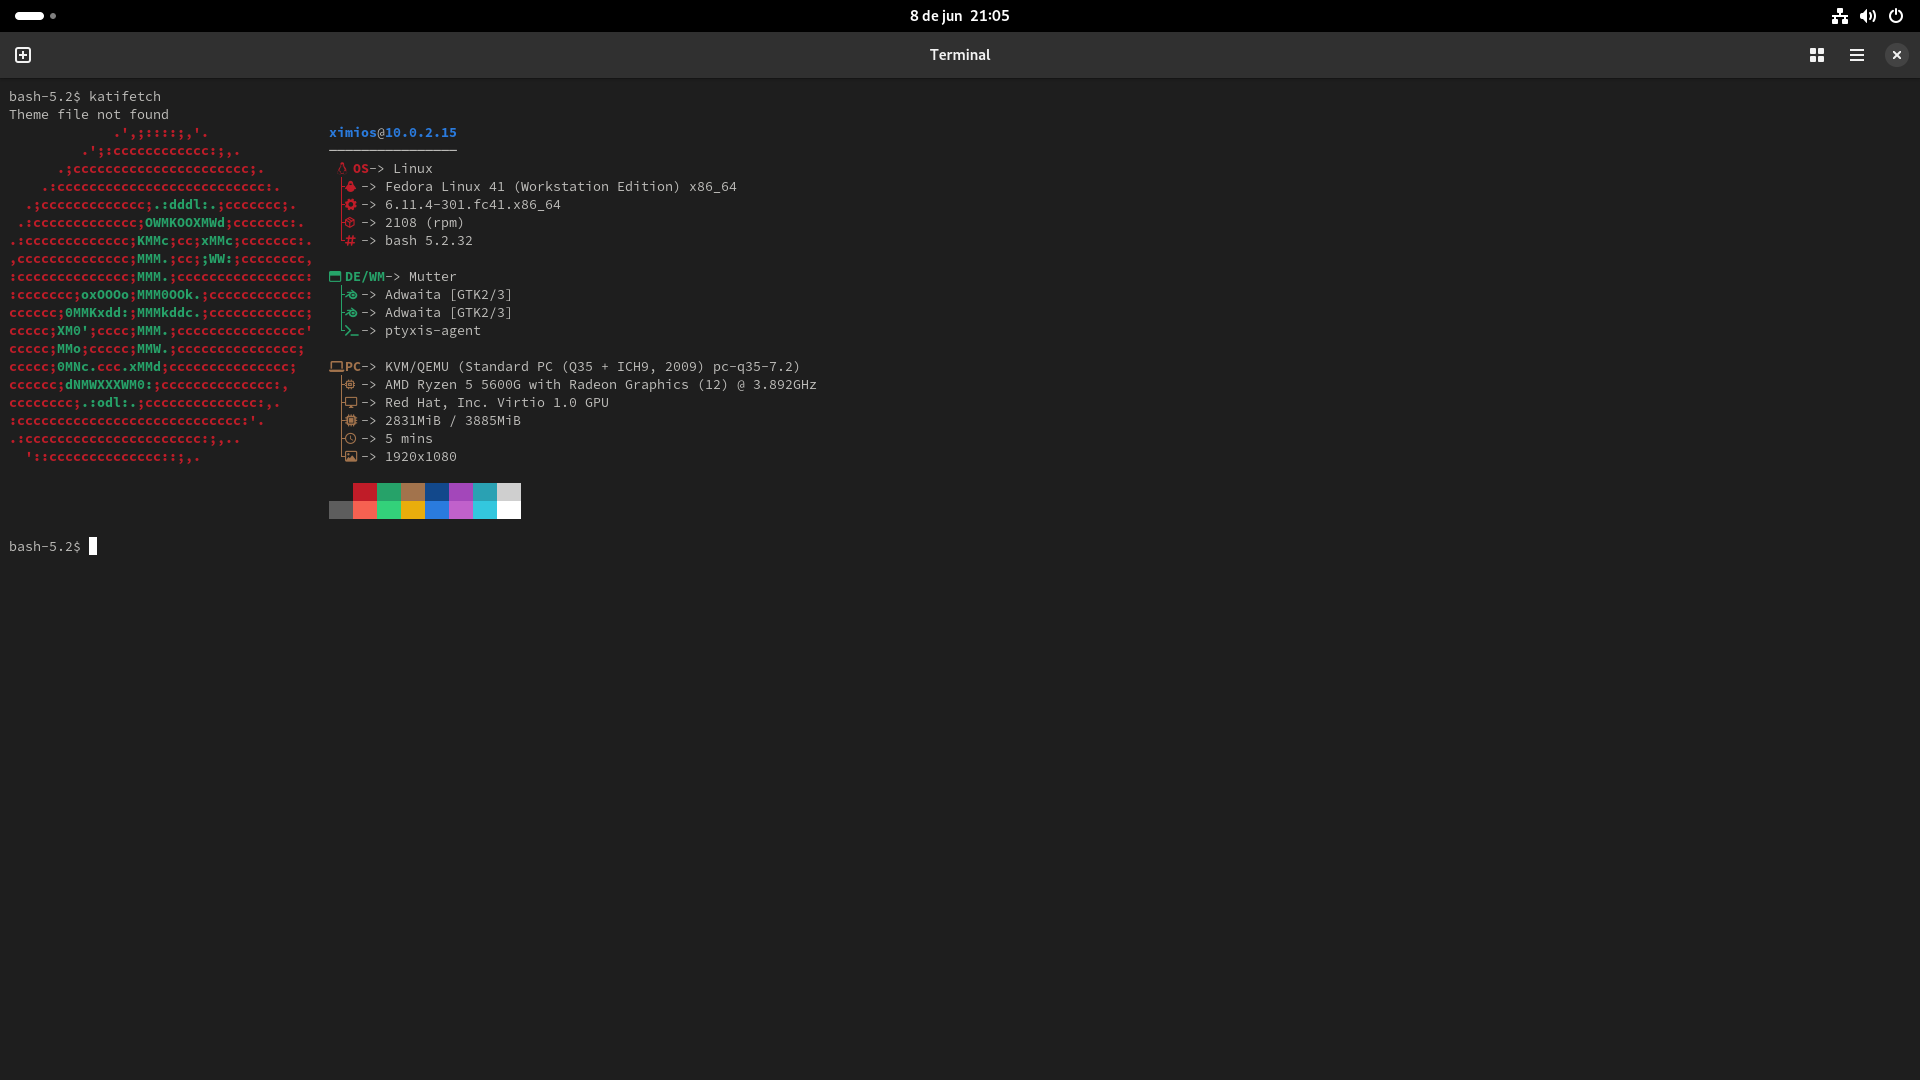 8 de jun 21:05
Terminal
bash-5.2$ katifetch
Theme file not found
.',;::::;,'. ximios@10.0.2.15
.';:cccccccccccc:;,. ────────────────
.;cccccccccccccccccccccc;. OS-> Linux
.:cccccccccccccccccccccccccc:. -> Fedora Linux 41 (Workstation Edition) x86_64
.;ccccccccccccc;.:dddl:.;ccccccc;. -> 6.11.4-301.fc41.x86_64
.:ccccccccccccc;OWMKOOXMWd;ccccccc:. -> 2108 (rpm)
.:ccccccccccccc;KMMc;cc;xMMc;ccccccc:. -> bash 5.2.32
,cccccccccccccc;MMM.;cc;;WW:;cccccccc,
:cccccccccccccc;MMM.;cccccccccccccccc: DE/WM-> Mutter
:ccccccc;oxOOOo;MMM0OOk.;cccccccccccc: -> Adwaita [GTK2/3]
cccccc;0MMKxdd:;MMMkddc.;cccccccccccc; -> Adwaita [GTK2/3]
ccccc;XM0';cccc;MMM.;cccccccccccccccc' -> ptyxis-agent
ccccc;MMo;ccccc;MMW.;ccccccccccccccc;
ccccc;0MNc.ccc.xMMd;ccccccccccccccc; PC-> KVM/QEMU (Standard PC (Q35 + ICH9, 2009) pc-q35-7.2)
cccccc;dNMWXXXWM0:;cccccccccccccc:, -> AMD Ryzen 5 5600G with Radeon Graphics (12) @ 3.892GHz
cccccccc;.:odl:.;cccccccccccccc:,. -> Red Hat, Inc. Virtio 1.0 GPU
:cccccccccccccccccccccccccccc:'. -> 2831MiB / 3885MiB
.:cccccccccccccccccccccc:;,.. -> 5 mins
'::cccccccccccccc::;,. -> 1920x1080
bash-5.2$